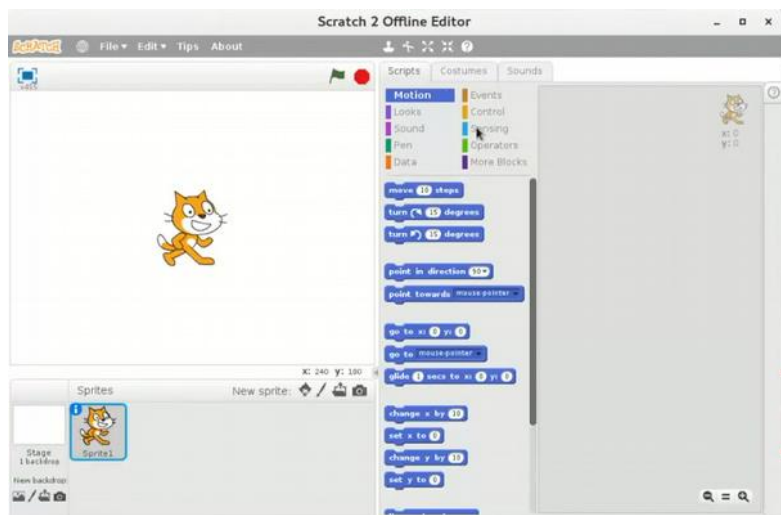 Scratch 2 Offline Editor
SCRATCH File Edit Tips About
Scripts Costumes Sounds
v455
Motion Events
Looks Control
Sound Sensing
Pen Operators
Data More Blocks
x: 0
y: 0
move 10 steps
turn 15 degrees
turn 15 degrees
point in direction 90
point towards mouse-pointer
go to x: 0 y: 0
go to mouse-pointer
glide 1 secs to x: 0 y: 0
change x by 10
set x to 0
change y by 10
set y to 0
x: 240 y: 180
Sprites New sprite:
Stage
1 backdrop
New backdrop
Sprite1